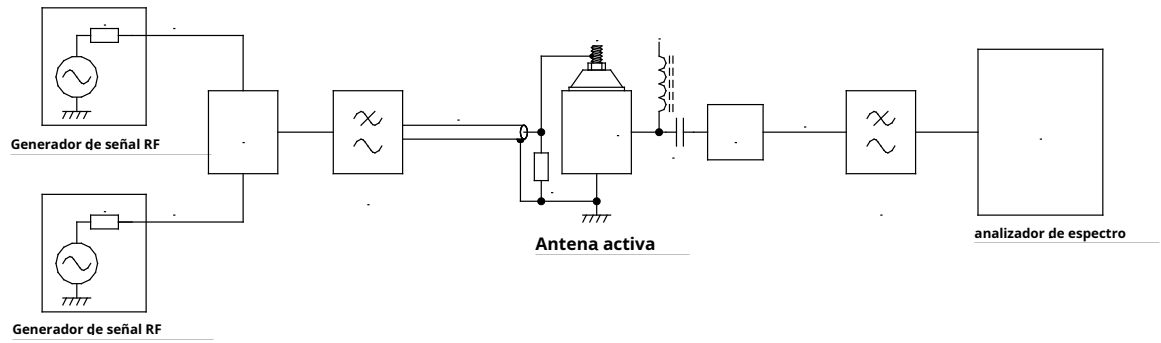 Generador de señal RF
Antena activa
analizador de espectro
Generador de señal RF